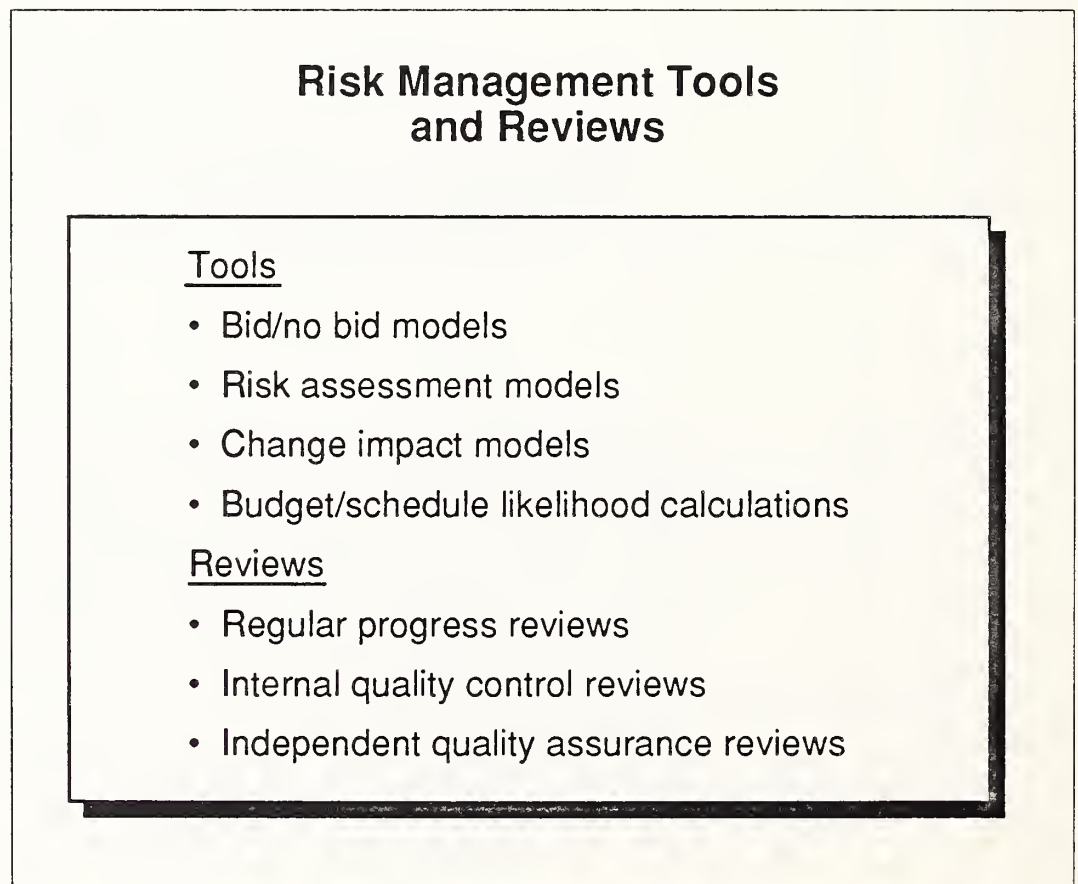 Risk Management Tools
and Reviews
Tools
• Bid/no bid models
• Risk assessment models
• Change impact models
• Budget/schedule likelihood calculations
Reviews
• Regular progress reviews
• Internal quality control reviews
• Independent quality assurance reviews